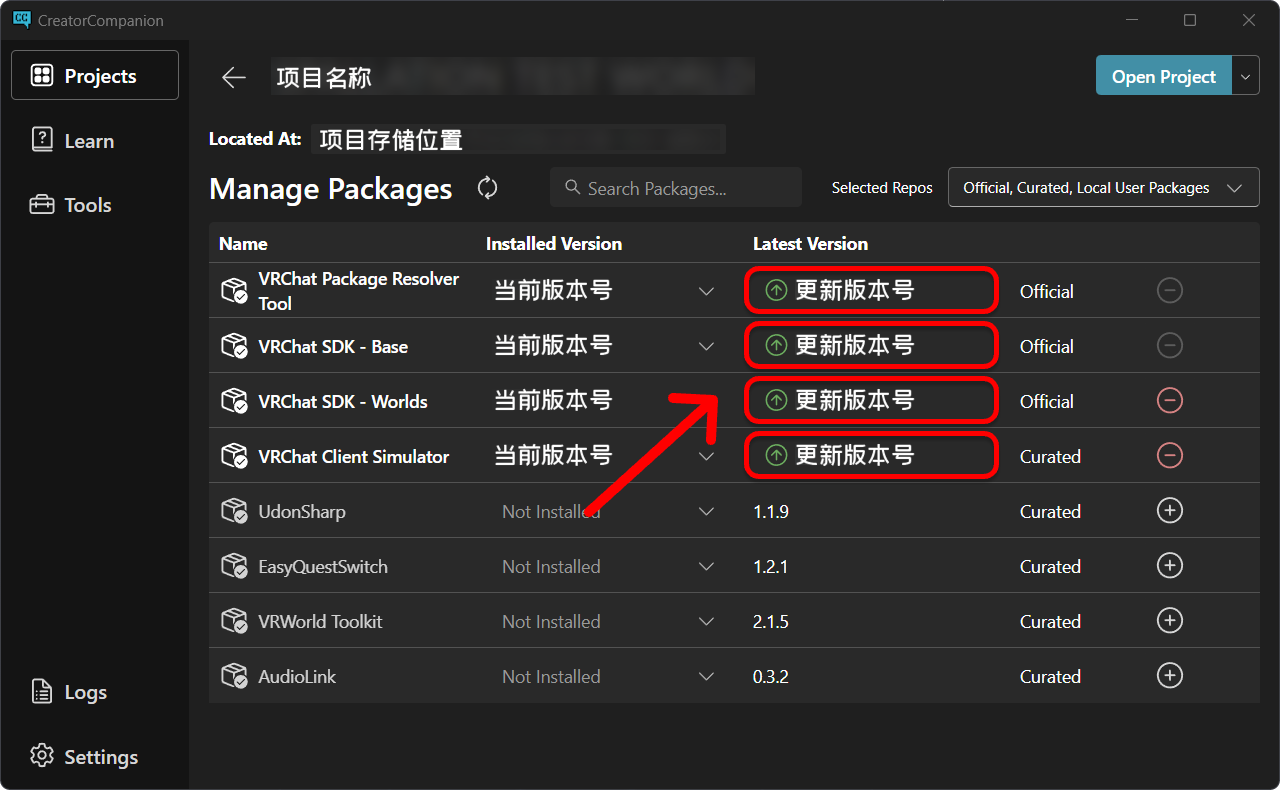 CC CreatorCompanion
Projects
Learn
Tools
Logs
Settings
项目名称
Open Project
Located At: 项目存储位置
Manage Packages
Search Packages...
Selected Repos
Official, Curated, Local User Packages
Name Installed Version Latest Version
VRChat Package Resolver Tool 当前版本号 更新版本号 Official
VRChat SDK - Base 当前版本号 更新版本号 Official
VRChat SDK - Worlds 当前版本号 更新版本号 Official
VRChat Client Simulator 当前版本号 更新版本号 Curated
UdonSharp Not Installed 1.1.9 Curated
EasyQuestSwitch Not Installed 1.2.1 Curated
VRWorld Toolkit Not Installed 2.1.5 Curated
AudioLink Not Installed 0.3.2 Curated